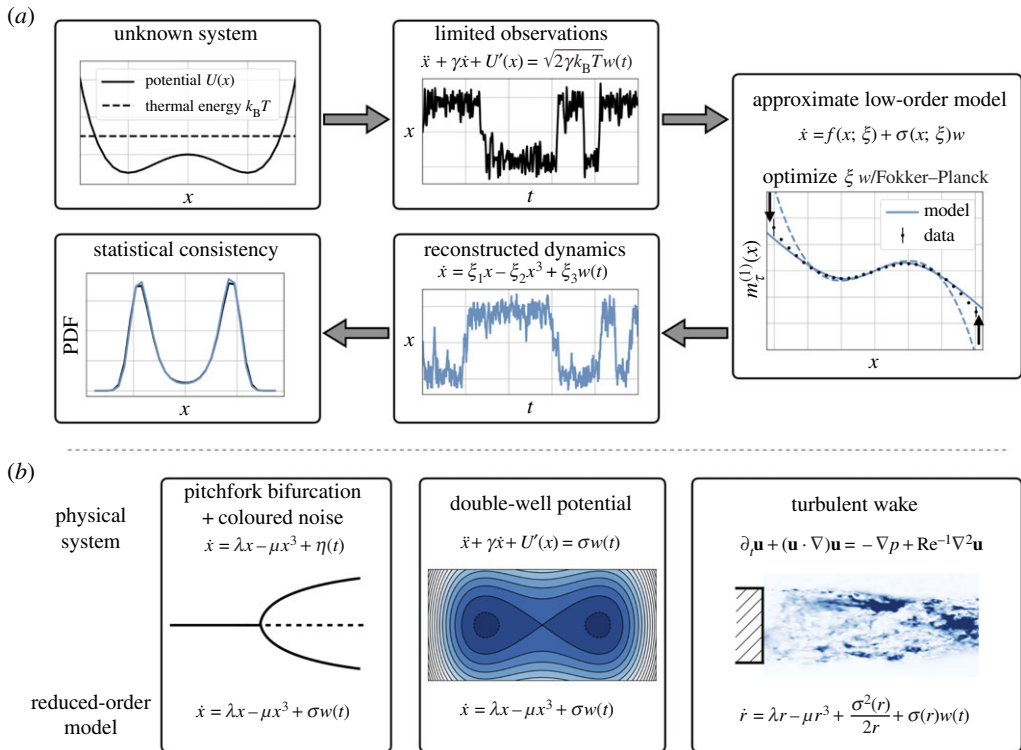 (a)
unknown system
potential U(x)
thermal energy k_B T
x
limited observations
ẍ + γẋ + U′(x) = √2γk_BT w(t)
x
t
approximate low-order model
ẋ = f(x; ξ) + σ(x; ξ)w
optimize ξ w/Fokker–Planck
model
data
m_τ^(1)(x)
x
statistical consistency
PDF
x
reconstructed dynamics
ẋ = ξ₁x – ξ₂x³ + ξ₃w(t)
x
t
(b)
physical
system
pitchfork bifurcation
+ coloured noise
ẋ = λx – μx³ + η(t)
double-well potential
ẍ + γẋ + U′(x) = σw(t)
turbulent wake
∂_t u + (u · ∇)u = –∇p + Re⁻¹∇²u
reduced-order
model
ẋ = λx – μx³ + σw(t)
ẋ = λx – μx³ + σw(t)
ṙ = λr – μr³ + σ²(r)/2r + σ(r)w(t)